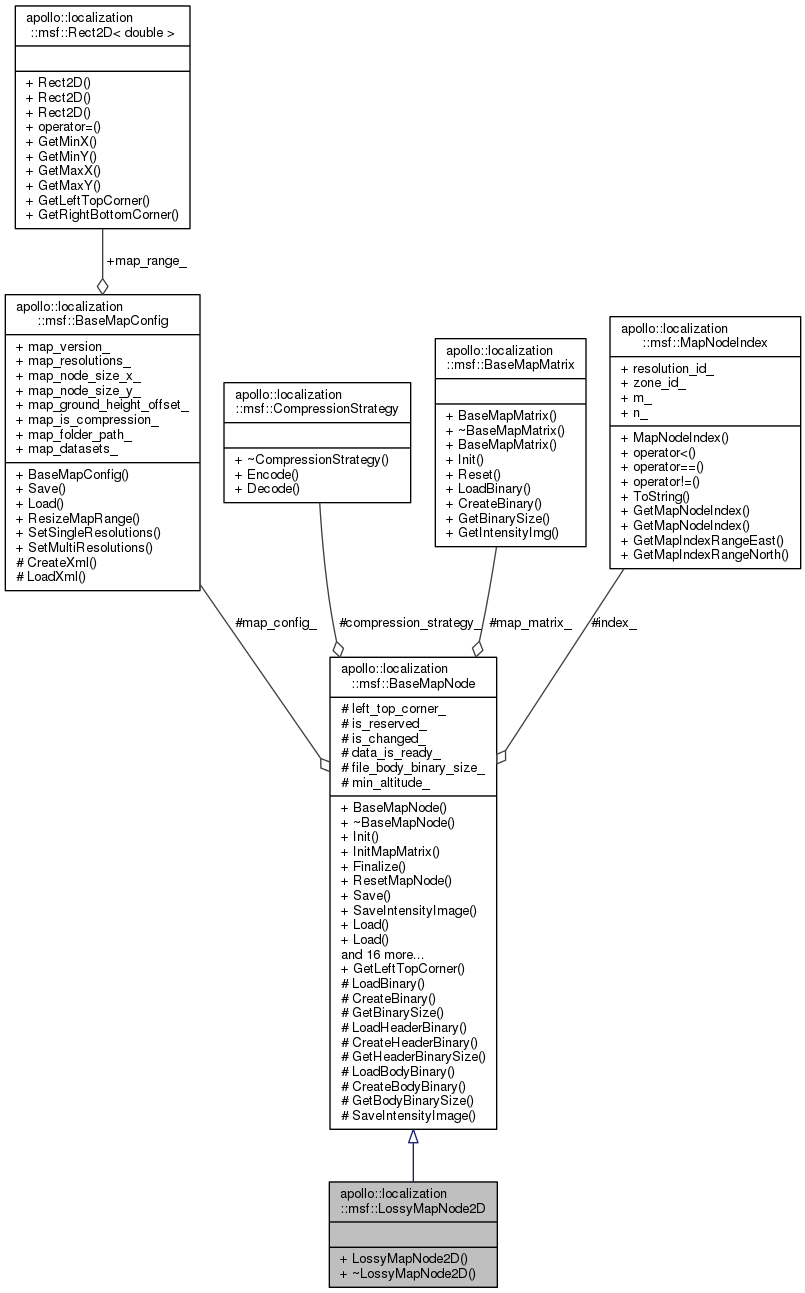 apollo::localization
::msf::Rect2D< double >
+ Rect2D()
+ Rect2D()
+ Rect2D()
+ operator=()
+ GetMinX()
+ GetMinY()
+ GetMaxX()
+ GetMaxY()
+ GetLeftTopCorner()
+ GetRightBottomCorner()
+map_range_
apollo::localization
::msf::BaseMapConfig
+ map_version_
+ map_resolutions_
+ map_node_size_x_
+ map_node_size_y_
+ map_ground_height_offset_
+ map_is_compression_
+ map_folder_path_
+ map_datasets_
+ BaseMapConfig()
+ Save()
+ Load()
+ ResizeMapRange()
+ SetSingleResolutions()
+ SetMultiResolutions()
# CreateXml()
# LoadXml()
apollo::localization
::msf::CompressionStrategy
+ ~CompressionStrategy()
+ Encode()
+ Decode()
apollo::localization
::msf::BaseMapMatrix
+ BaseMapMatrix()
+ ~BaseMapMatrix()
+ BaseMapMatrix()
+ Init()
+ Reset()
+ LoadBinary()
+ CreateBinary()
+ GetBinarySize()
+ GetIntensityImg()
apollo::localization
::msf::MapNodeIndex
+ resolution_id_
+ zone_id_
+ m_
+ n_
+ MapNodeIndex()
+ operator<()
+ operator==()
+ operator!=()
+ ToString()
+ GetMapNodeIndex()
+ GetMapNodeIndex()
+ GetMapIndexRangeEast()
+ GetMapIndexRangeNorth()
#map_config_
#compression_strategy_
#map_matrix_
#index_
apollo::localization
::msf::BaseMapNode
# left_top_corner_
# is_reserved_
# is_changed_
# data_is_ready_
# file_body_binary_size_
# min_altitude_
+ BaseMapNode()
+ ~BaseMapNode()
+ Init()
+ InitMapMatrix()
+ Finalize()
+ ResetMapNode()
+ Save()
+ SaveIntensityImage()
+ Load()
+ Load()
and 16 more...
+ GetLeftTopCorner()
# LoadBinary()
# CreateBinary()
# GetBinarySize()
# LoadHeaderBinary()
# CreateHeaderBinary()
# GetHeaderBinarySize()
# LoadBodyBinary()
# CreateBodyBinary()
# GetBodyBinarySize()
# SaveIntensityImage()
apollo::localization
::msf::LossyMapNode2D
+ LossyMapNode2D()
+ ~LossyMapNode2D()